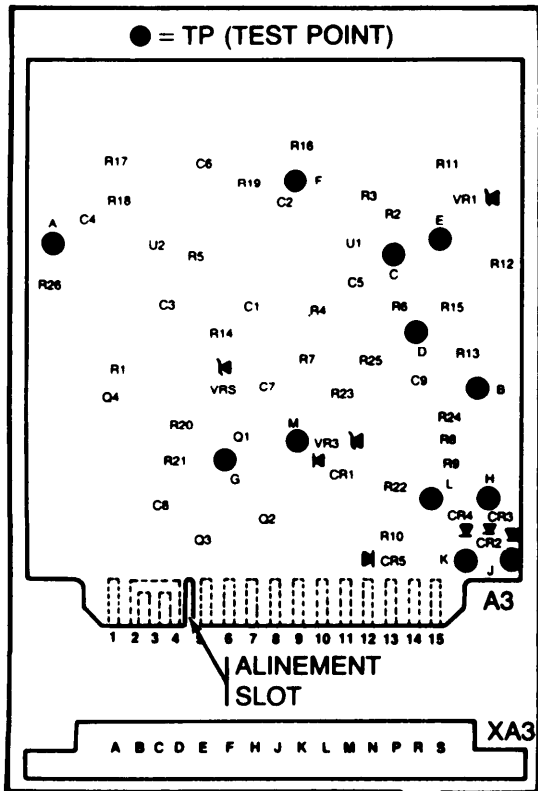 ● = TP (TEST POINT)
R16
R17 C6 R11
R19 F
R18 C2 R3 VR1
A C4 R2 E
U2 U1
R5 C R12
R26 C5
C3 C1 R4 R6 R15
R14
R7 R25 D R13
R1 VRS C7 C9 B
Q4 R23
R20 M R24
Q1 VR3 R8
R21 G CR1 R9
R22 L H
C8 Q2 CR4 CR3
Q3 R10 CR2
CR5 K J
A3
1 2 3 4 5 6 7 8 9 10 11 12 13 14 15
ALINEMENT
SLOT
XA3
A B C D E F H J K L M N P R S